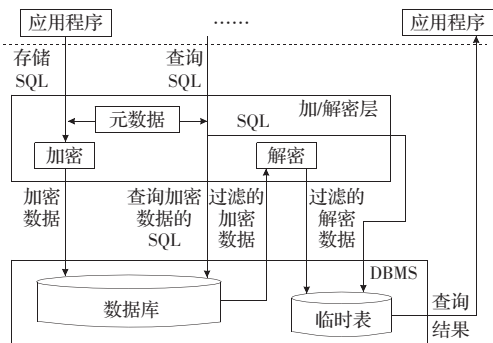 应用程序
……
应用程序
存储
SQL
查询
SQL
加/解密层
元数据
SQL
加密
解密
加密
数据
查询加密
数据的
SQL
过滤的
加密
数据
过滤的
解密
数据
DBMS
数据库
临时表
查询
结果